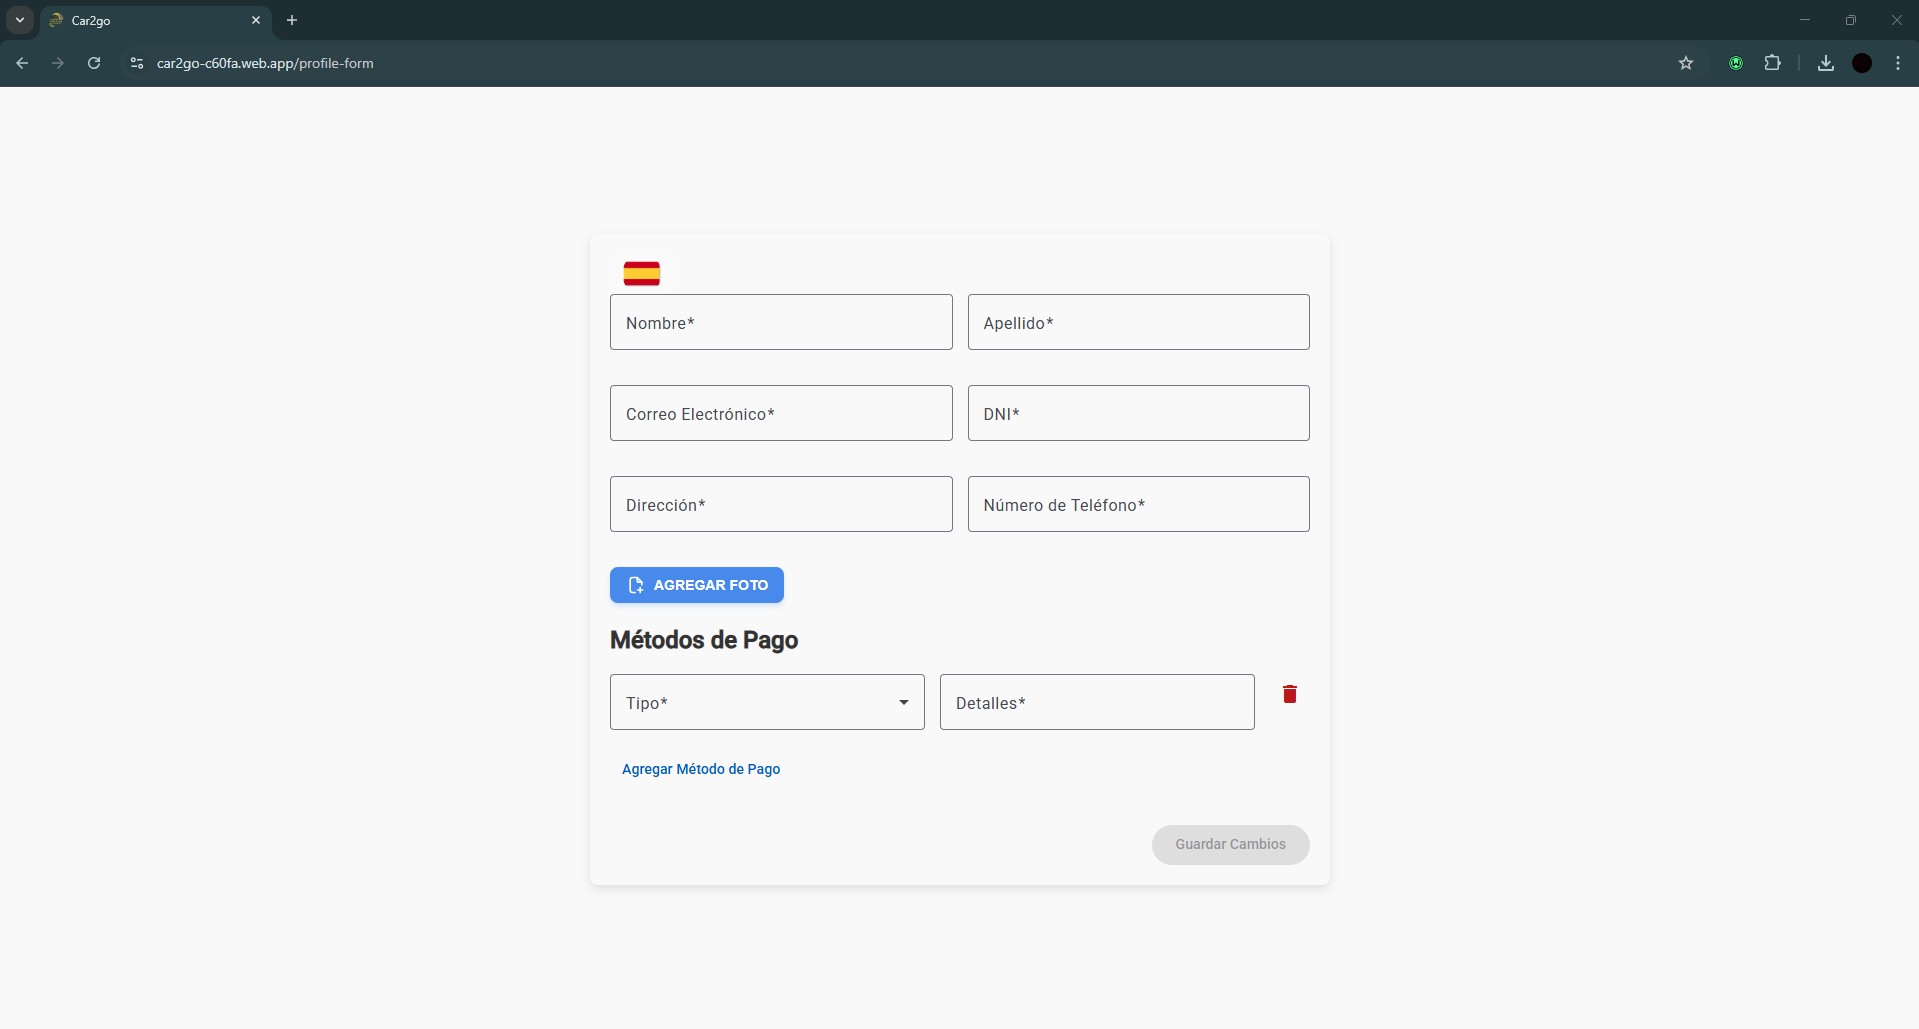 Car2go
car2go-c60fa.web.app/profile-form
Nombre*
Apellido*
Correo Electrónico*
DNI*
Dirección*
Número de Teléfono*
AGREGAR FOTO
Métodos de Pago
Tipo*
Detalles*
Agregar Método de Pago
Guardar Cambios